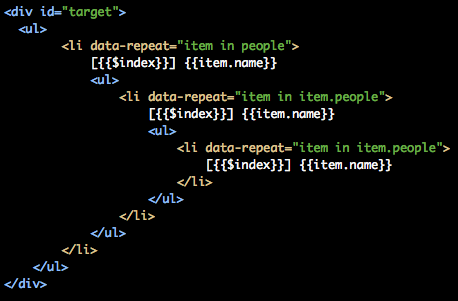 <div id="target">
  <ul>
        <li data-repeat="item in people">
            [{{$index}}] {{item.name}}
            <ul>
                <li data-repeat="item in item.people">
                    [{{$index}}] {{item.name}}
                    <ul>
                        <li data-repeat="item in item.people">
                            [{{$index}}] {{item.name}}
                        </li>
                    </ul>
                </li>
            </ul>
        </li>
    </ul>
</div>